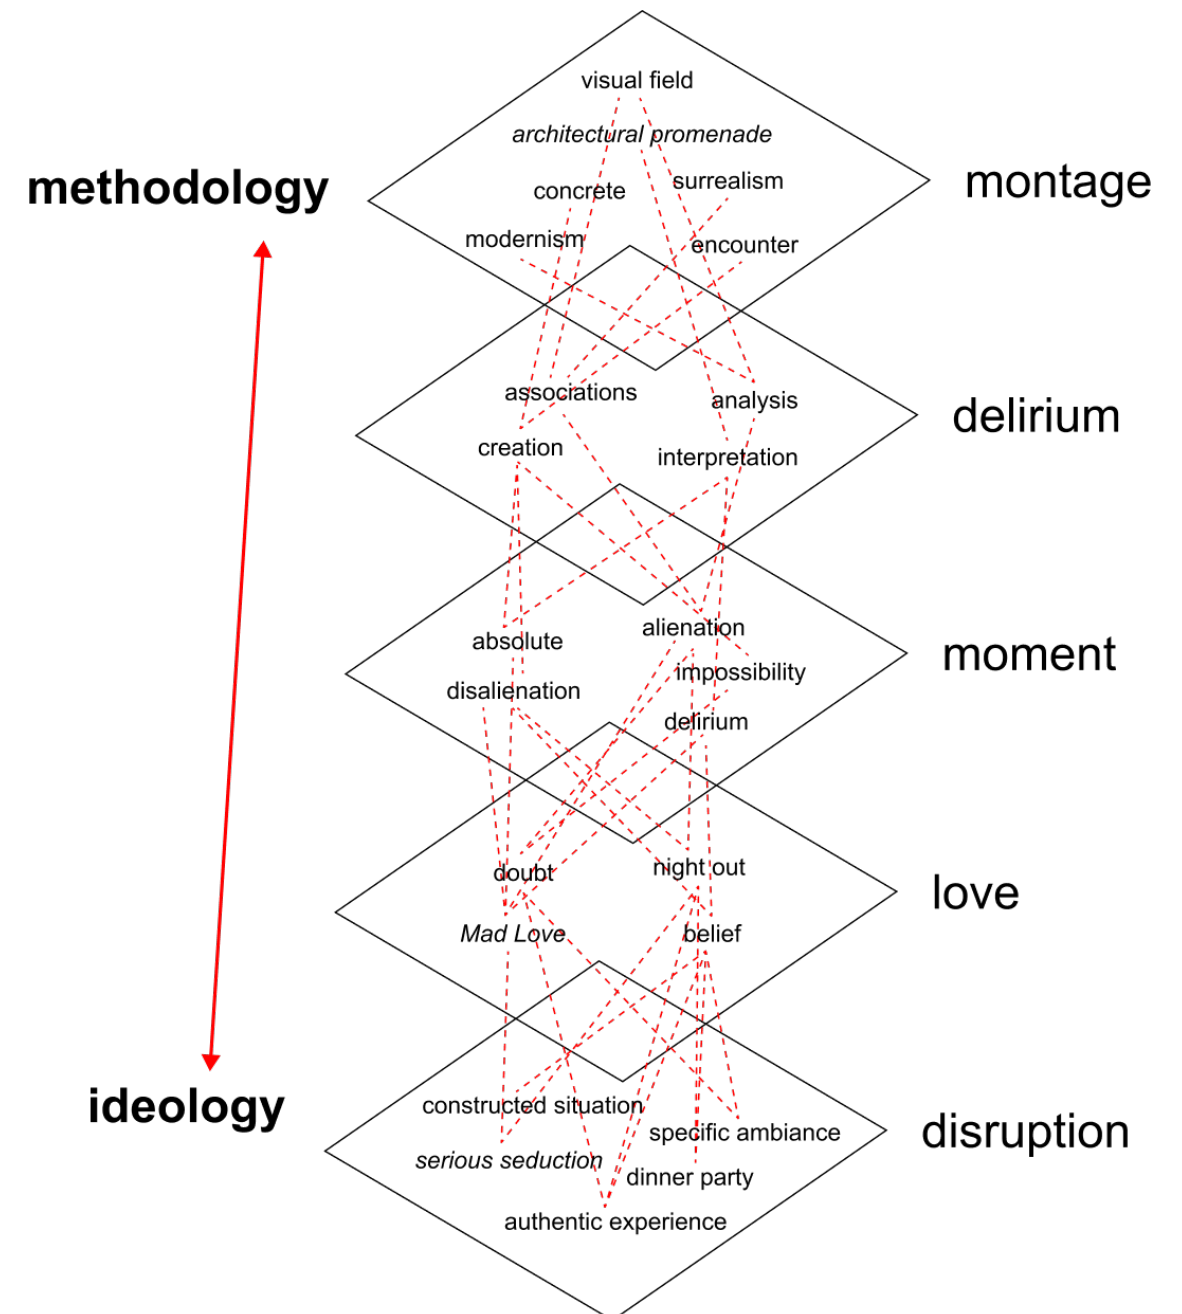 visual field
architectural promenade
surrealism
concrete
methodology
montage
modernism
encounter
associations
analysis
delirium
creation
interpretation
absolute
alienation
moment
impossibility
disalienation
delirium
doubt
night out
love
Mad Love
belief
ideology
constructed situation
specific ambiance
disruption
serious seduction
dinner party
authentic experience